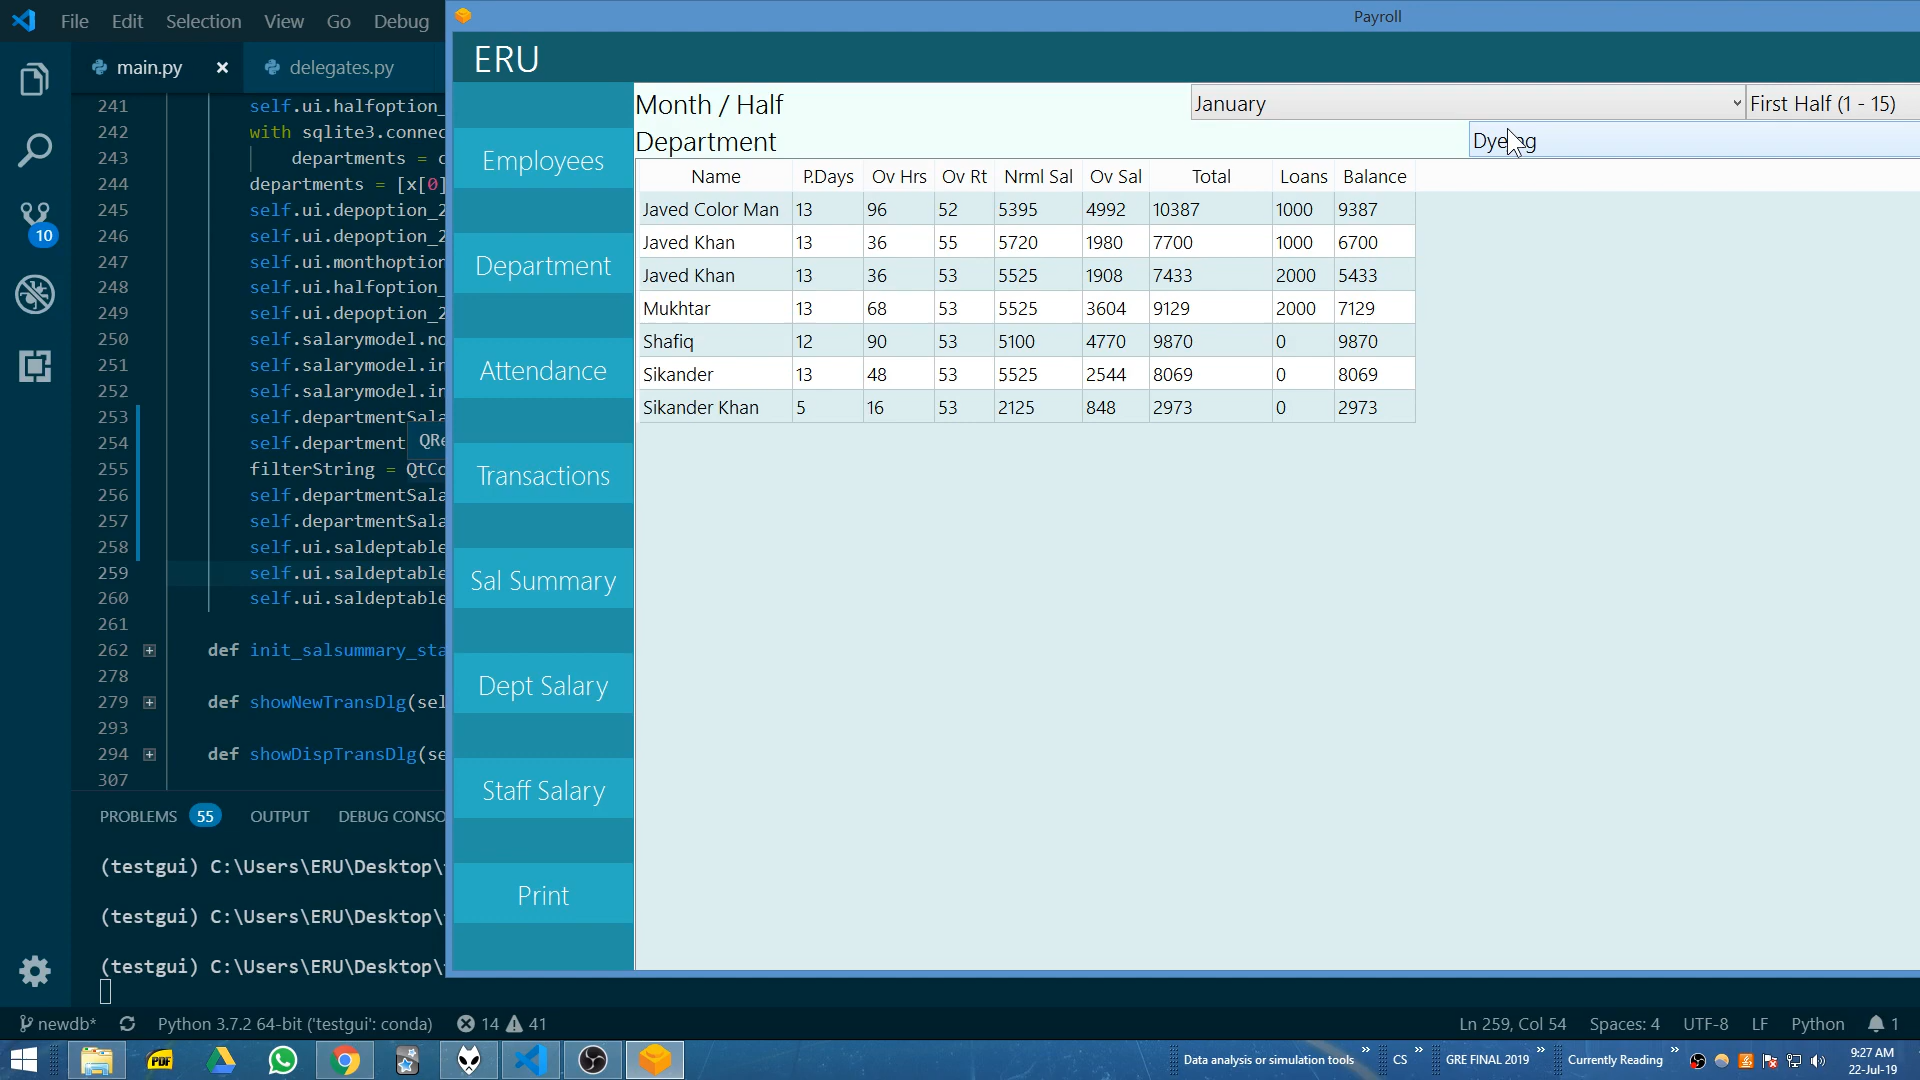 File Edit Selection View Go Debug
Payroll
main.py
delegates.py
ERU
Month / Half
January
First Half (1 - 15)
Department
Employees
Department
Attendance
Transactions
Sal Summary
Dept Salary
Staff Salary
Print
Name P.Days Ov Hrs Ov Rt Nrml Sal Ov Sal Total Loans Balance
Javed Color Man 13 96 52 5395 4992 10387 1000 9387
Javed Khan 13 36 55 5720 1980 7700 1000 6700
Javed Khan 13 36 53 5525 1908 7433 2000 5433
Mukhtar 13 68 53 5525 3604 9129 2000 7129
Shafiq 12 90 53 5100 4770 9870 0 9870
Sikander 13 48 53 5525 2544 8069 0 8069
Sikander Khan 5 16 53 2125 848 2973 0 2973
241 self.ui.halfoption_
242 with sqlite3.connec
243 departments = c
244 departments = [x[0]
245 self.ui.depoption_2
246 self.ui.depoption_2
247 self.ui.monthoption
248 self.ui.halfoption_
249 self.ui.depoption_2
250 self.salarymodel.no
251 self.salarymodel.in
252 self.salarymodel.in
253 self.departmentSala
254 self.department QRe
255 filterString = QtCo
256 self.departmentSala
257 self.departmentSala
258 self.ui.saldeptable
259 self.ui.saldeptable
260 self.ui.saldeptable
261
262 def init_salsummary_sta
278
279 def showNewTransDlg(sel
293
294 def showDispTransDlg(se
307
10
PROBLEMS 55 OUTPUT DEBUG CONSO
(testgui) C:\Users\ERU\Desktop\
(testgui) C:\Users\ERU\Desktop\
(testgui) C:\Users\ERU\Desktop\
newdb* Python 3.7.2 64-bit ('testgui': conda) 14 41
Ln 259, Col 54 Spaces: 4 UTF-8 LF Python 1
PDF
Data analysis or simulation tools » CS » GRE FINAL 2019 » Currently Reading »
9:27 AM
22-Jul-19